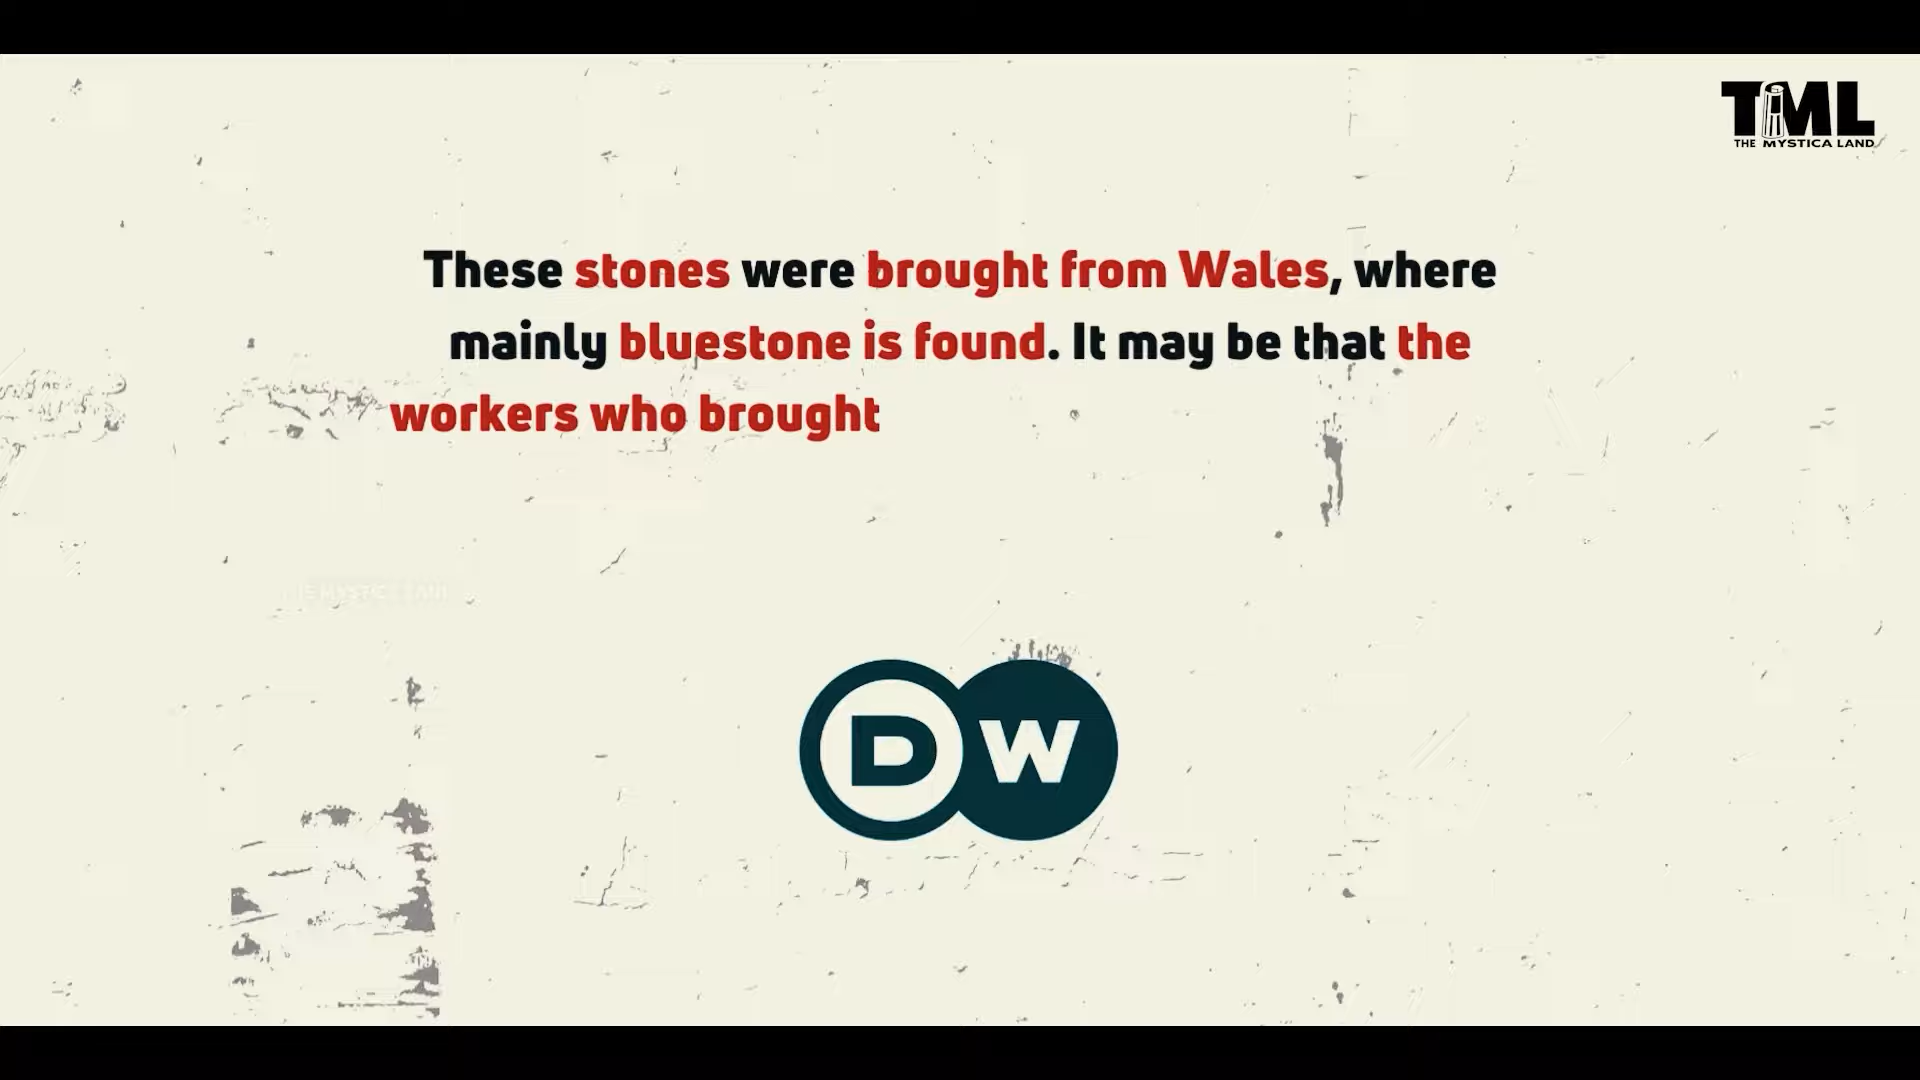 TML
THE MYSTICA LAND
These stones were brought from Wales, where
mainly bluestone is found. It may be that the
workers who brought
DW